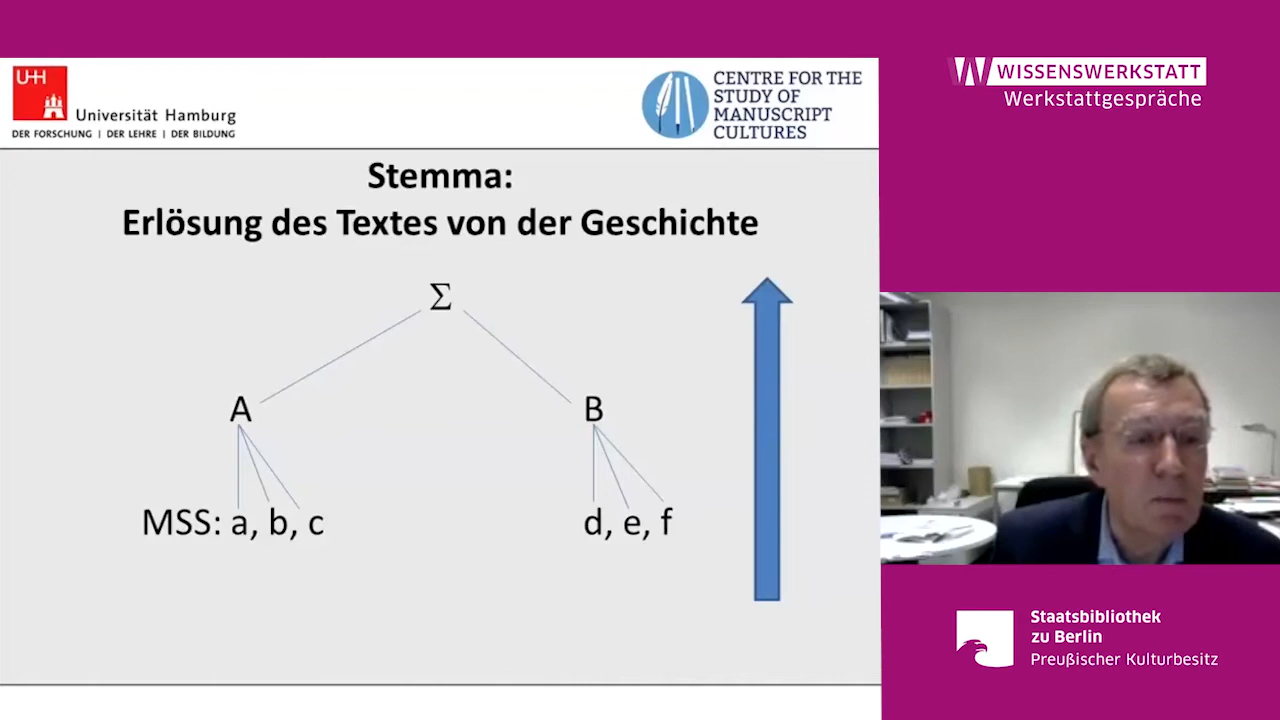 UHH
Universität Hamburg
DER FORSCHUNG | DER LEHRE | DER BILDUNG
CENTRE FOR THE
STUDY OF
MANUSCRIPT
CULTURES
Stemma:
Erlösung des Textes von der Geschichte
Σ
A B
MSS: a, b, c d, e, f
WISSENSWERKSTATT
Werkstattgespräche
Staatsbibliothek
zu Berlin
Preußischer Kulturbesitz